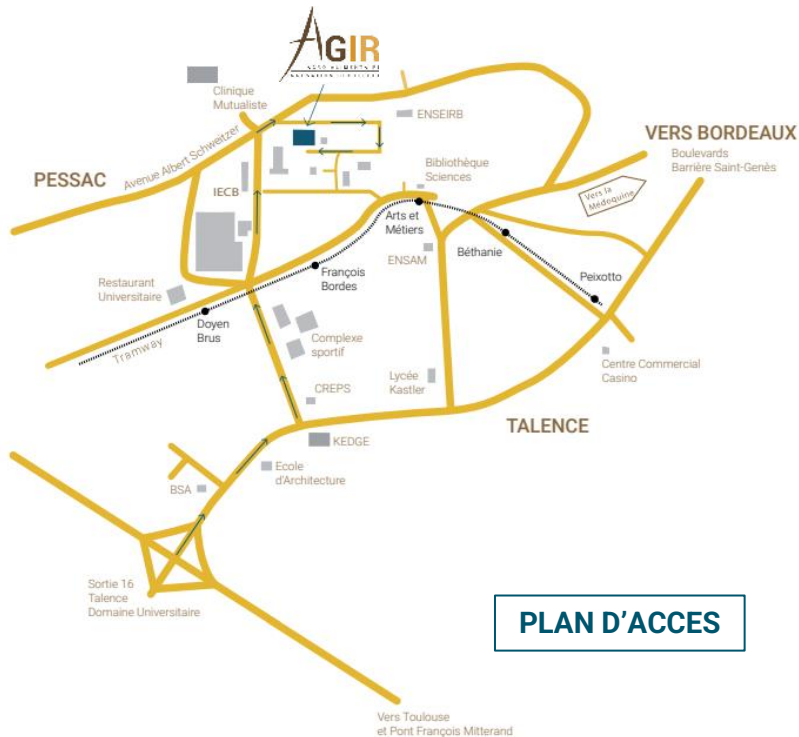 AGIR
Clinique
Mutualiste
ENSEIRB
VERS BORDEAUX
Boulevards
Barrière Saint-Genès
Avenue Albert Schweitzer
PESSAC
Bibliothèque
Sciences
Vers la
Médoquine
IECB
Arts et
Métiers
ENSAM
Béthanie
François
Bordes
Peixotto
Restaurant
Universitaire
Doyen
Brus
Tramway
Complexe
sportif
Centre Commercial
Casino
Lycée
Kastler
CREPS
TALENCE
KEDGE
Ecole
d'Architecture
BSA
Sortie 16
Talence
Domaine Universitaire
PLAN D’ACCES
Vers Toulouse
et Pont François Mitterand